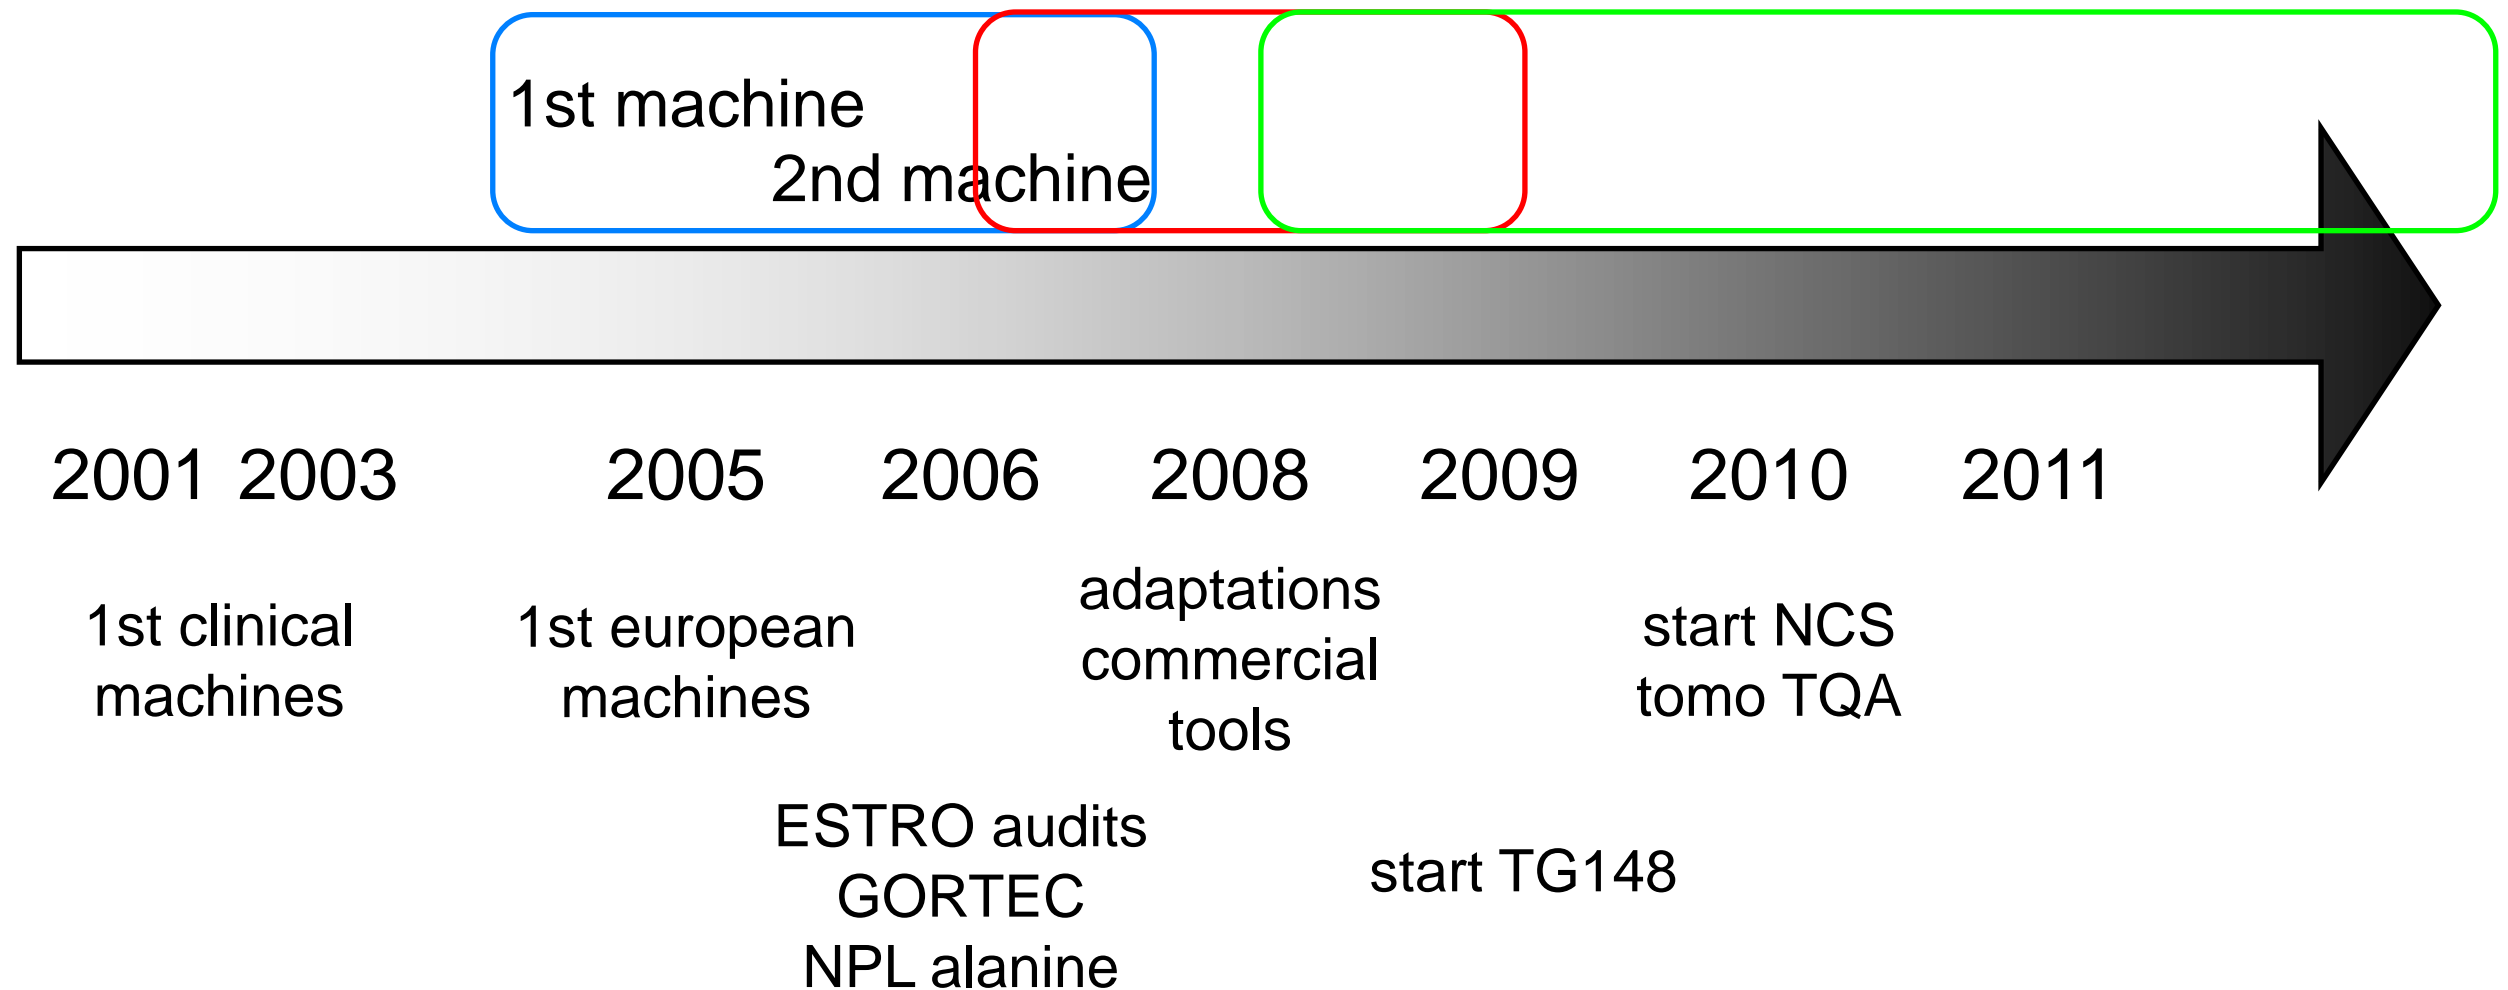 1st machine
2nd machine
2001 2003 2005 2006 2008 2009 2010 2011
1st clinical
machines
1st european
machines
adaptations
commercial
tools
start NCS
tomo TQA
ESTRO audits
GORTEC
NPL alanine
start TG148